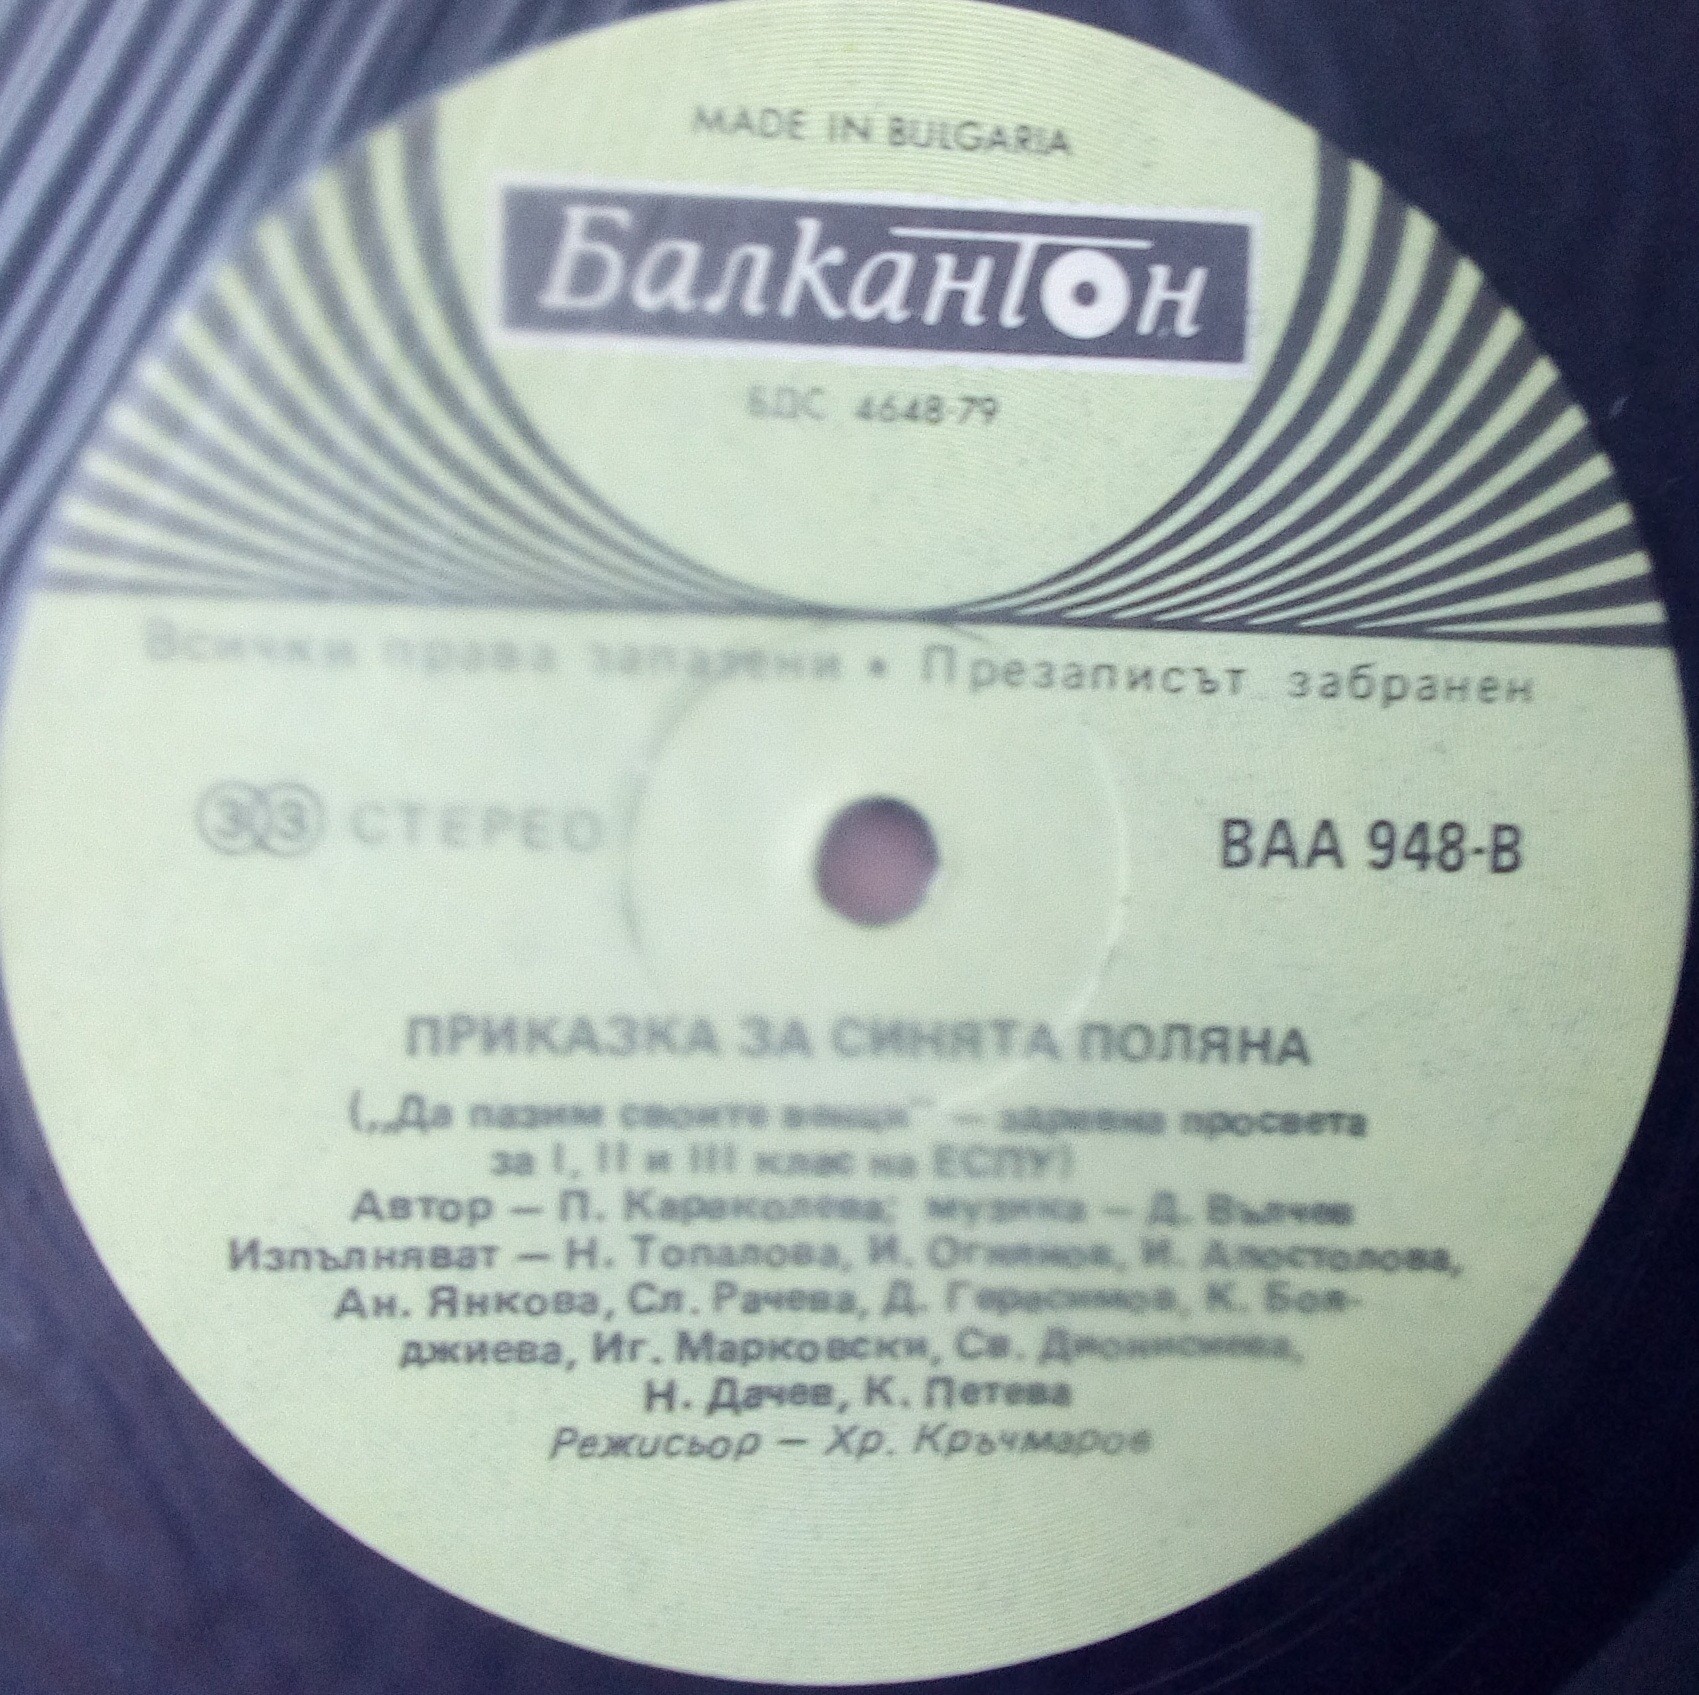 MADE IN BULGARIA
Балкантон
БДС 4648-79
Всички права запазени • Презаписът забранен
33 СТЕРЕО
ВАА 948-В
ПРИКАЗКА ЗА СИНЯТА ПОЛЯНА
(„Да пазим своите вещи" — здравна просвета
за I, II и III клас на ЕСПУ)
Автор — П. Караколева; музика — Д. Вълчев
Изпълняват — Н. Топалова, И. Огнянов, И. Апостолова,
Ан. Янкова, Сл. Рачева, Д. Герасимов, К. Боя-
джиева, Иг. Марковски, Св. Дионисиева,
Н. Дачев, К. Петева
Режисьор — Хр. Кръчмаров